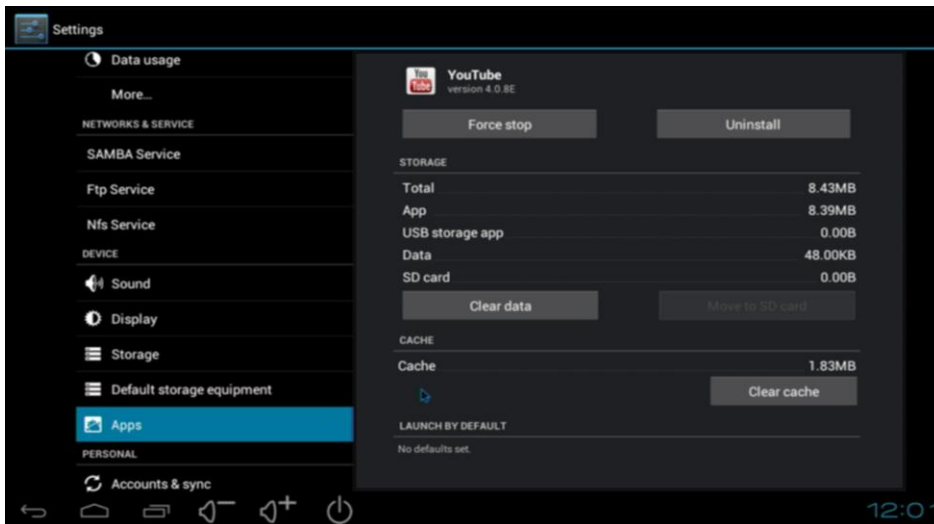 Settings
Data usage
More...
NETWORKS & SERVICE
SAMBA Service
Ftp Service
Nfs Service
DEVICE
Sound
Display
Storage
Default storage equipment
Apps
PERSONAL
Accounts & sync
You
Tube
YouTube
version 4.0.8E
Force stop Uninstall
STORAGE
Total 8.43MB
App 8.39MB
USB storage app 0.00B
Data 48.00KB
SD card 0.00B
Clear data Move to SD card
CACHE
Cache 1.83MB
Clear cache
LAUNCH BY DEFAULT
No defaults set.